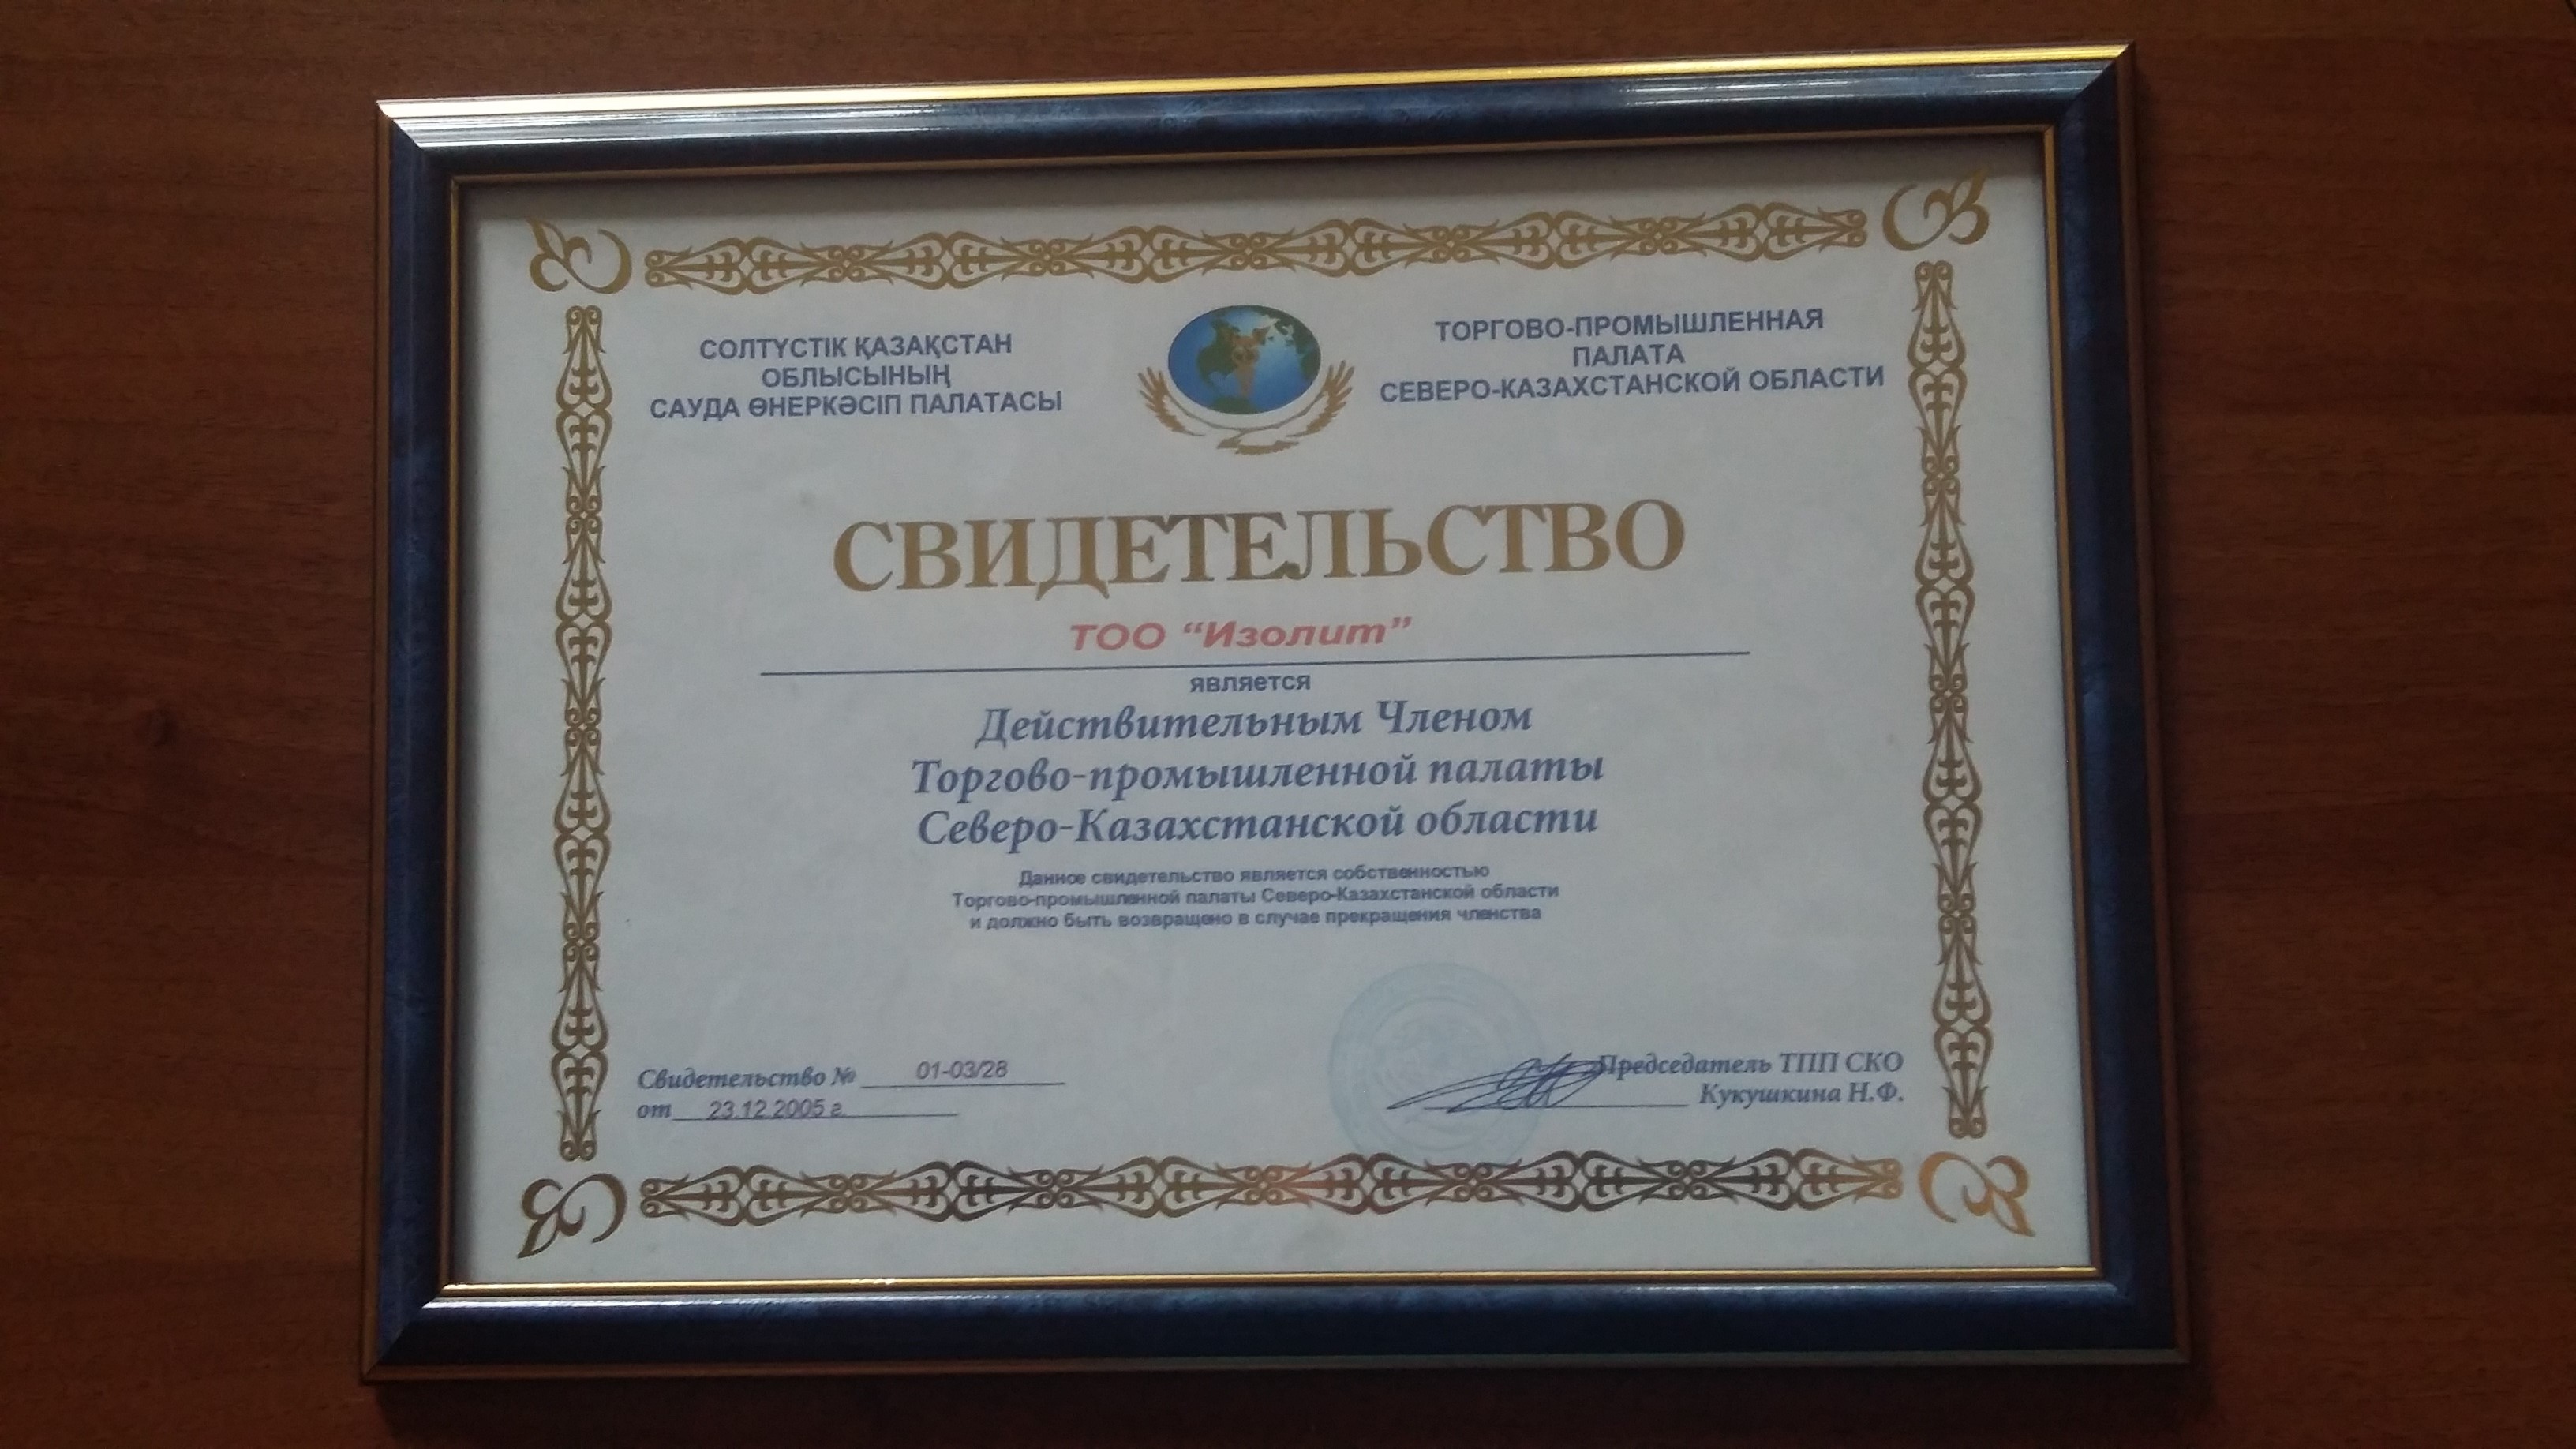 СОЛТҮСТІК ҚАЗАҚСТАН
ОБЛЫСЫНЫҢ
САУДА ӨНЕРКӘСІП ПАЛАТАСЫ
ТОРГОВО-ПРОМЫШЛЕННАЯ
ПАЛАТА
СЕВЕРО-КАЗАХСТАНСКОЙ ОБЛАСТИ
СВИДЕТЕЛЬСТВО
ТОО “Изолит”
является
Действительным Членом
Торгово-промышленной палаты
Северо-Казахстанской области
Данное свидетельство является собственностью
Торгово-промышленной палаты Северо-Казахстанской области
и должно быть возвращено в случае прекращения членства
Свидетельство № 01-03/28
от 23.12.2005 г.
Председатель ТПП СКО
Кукушкина Н.Ф.